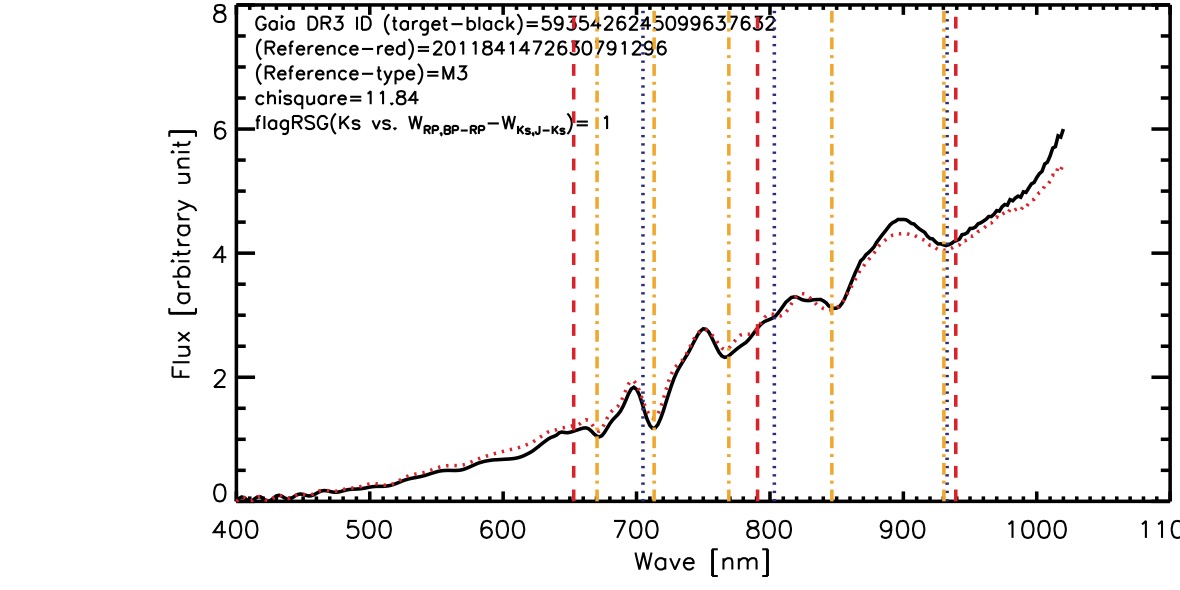 8
Gaia DR3 ID (target-black)=5935426245099637632
(Reference-red)=2011841472630791296
(Reference-type)=M3
chisquare=11.84
flagRSG(Ks vs. W_RP,BP-RP-W_Ks,J-Ks)= 1
6
4
2
0
Flux [arbitrary unit]
400 500 600 700 800 900 1000 110
Wave [nm]